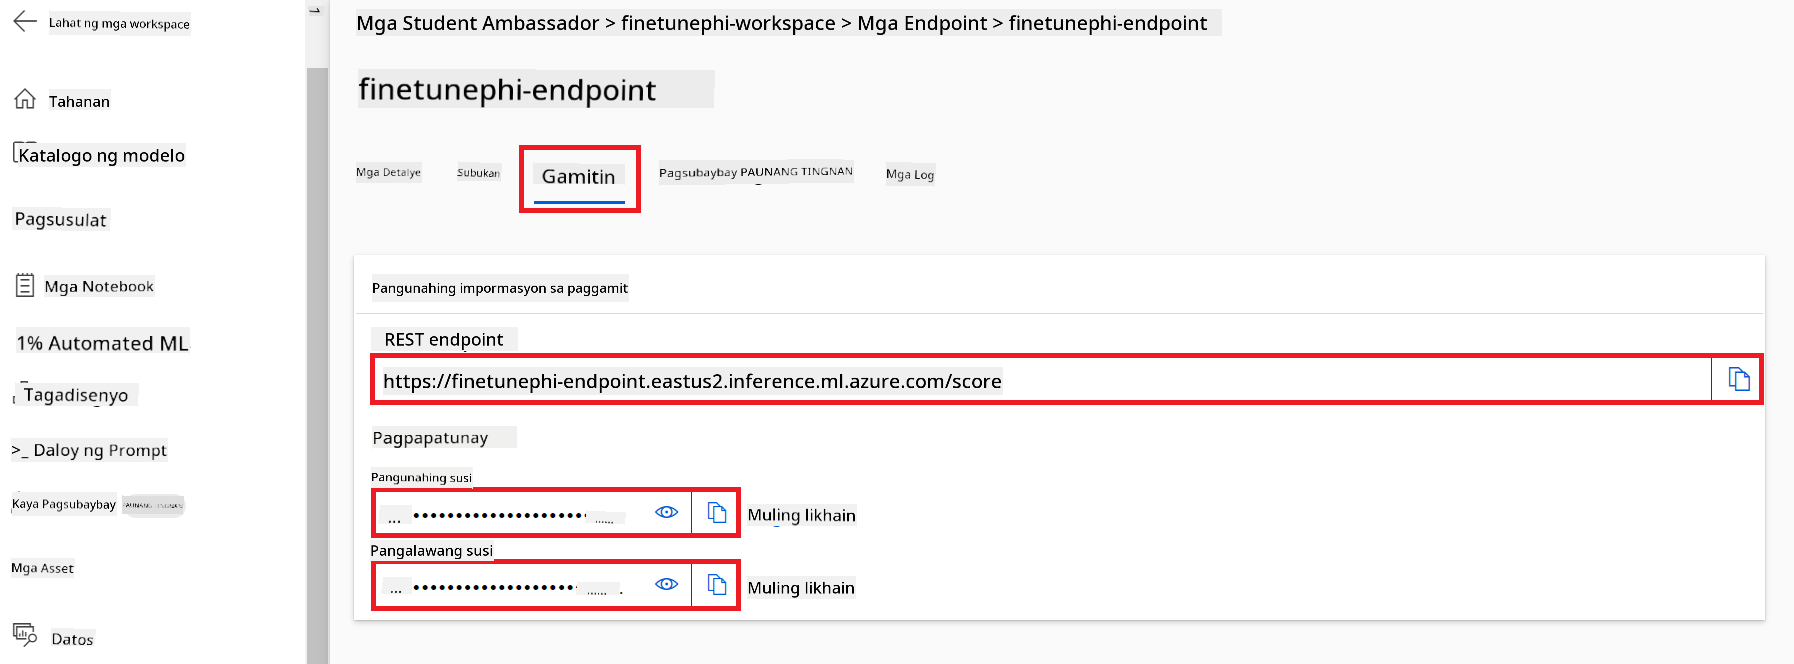 Lahat ng mga workspace
Tahanan
Katalogo ng modelo
Pagsusulat
Mga Notebook
1% Automated ML
Tagadisenyo
>_ Daloy ng Prompt
Kaya Pagsubaybay PAUNANG TINGNAN
Mga Asset
Datos
Mga Student Ambassador > finetunephi-workspace > Mga Endpoint > finetunephi-endpoint
finetunephi-endpoint
Mga Detalye Subukan Gamitin Pagsubaybay PAUNANG TINGNAN Mga Log
Pangunahing impormasyon sa paggamit
REST endpoint
https://finetunephi-endpoint.eastus2.inference.ml.azure.com/score
Pagpapatunay
Pangunahing susi
Muling likhain
Pangalawang susi
Muling likhain